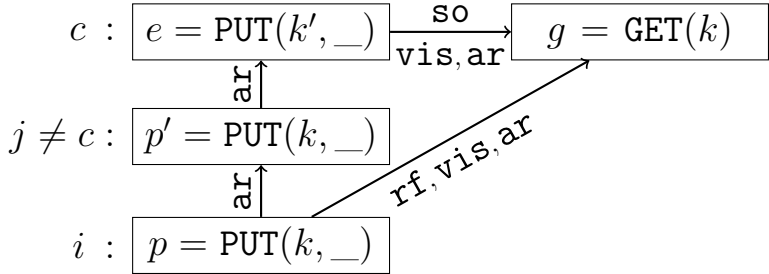 so
c : e = PUT(k′, _) g = GET(k)
vis,ar
ar
j ≠ c : p′ = PUT(k, _)
rf,vis,ar
ar
i : p = PUT(k, _)